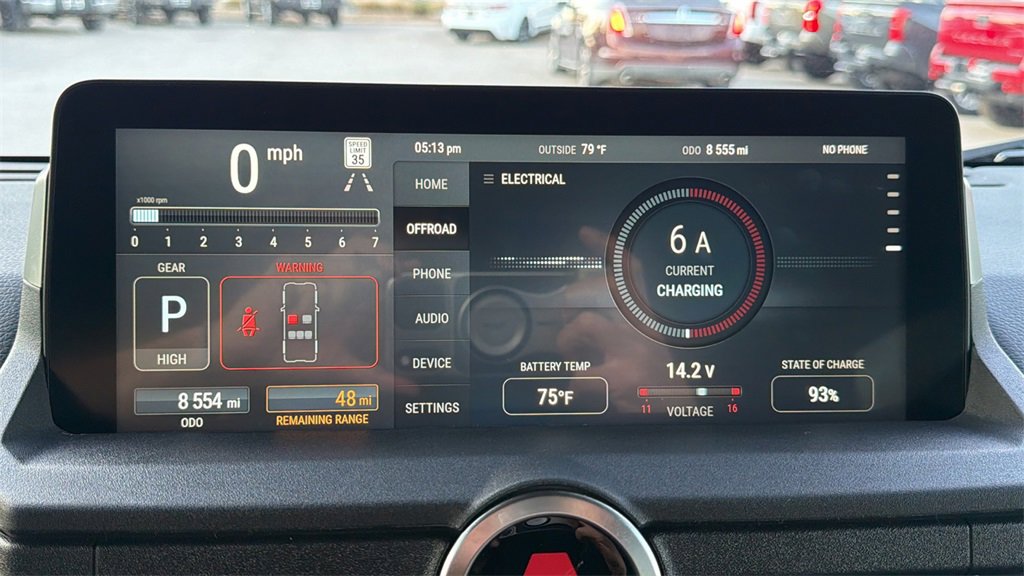 05:13 pm OUTSIDE 79 °F ODO 8 555 mi NO PHONE
0 mph
SPEED LIMIT 35
x1000 rpm
0 1 2 3 4 5 6 7
GEAR
P
HIGH
WARNING
8 554 mi
ODO
48 mi
REMAINING RANGE
HOME
OFFROAD
PHONE
AUDIO
DEVICE
SETTINGS
ELECTRICAL
6 A
CURRENT
CHARGING
BATTERY TEMP
75°F
14.2 V
11 16
VOLTAGE
STATE OF CHARGE
93%